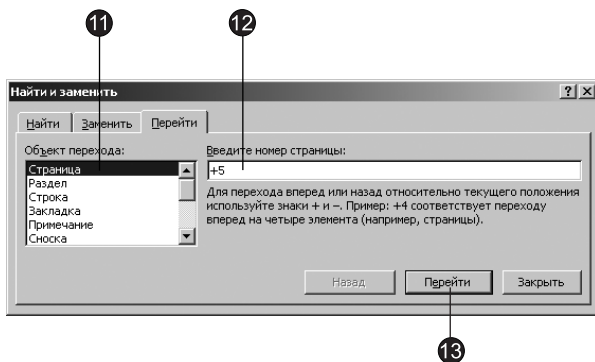 11 12
Найти и заменить
Найти Заменить Перейти
Объект перехода: Введите номер страницы:
Страница
Раздел
Строка
Закладка
Примечание
Сноска
+5
Для перехода вперед или назад относительно текущего положения
используйте знаки + и –. Пример: +4 соответствует переходу
вперед на четыре элемента (например, страницы).
Назад Перейти Закрыть
13